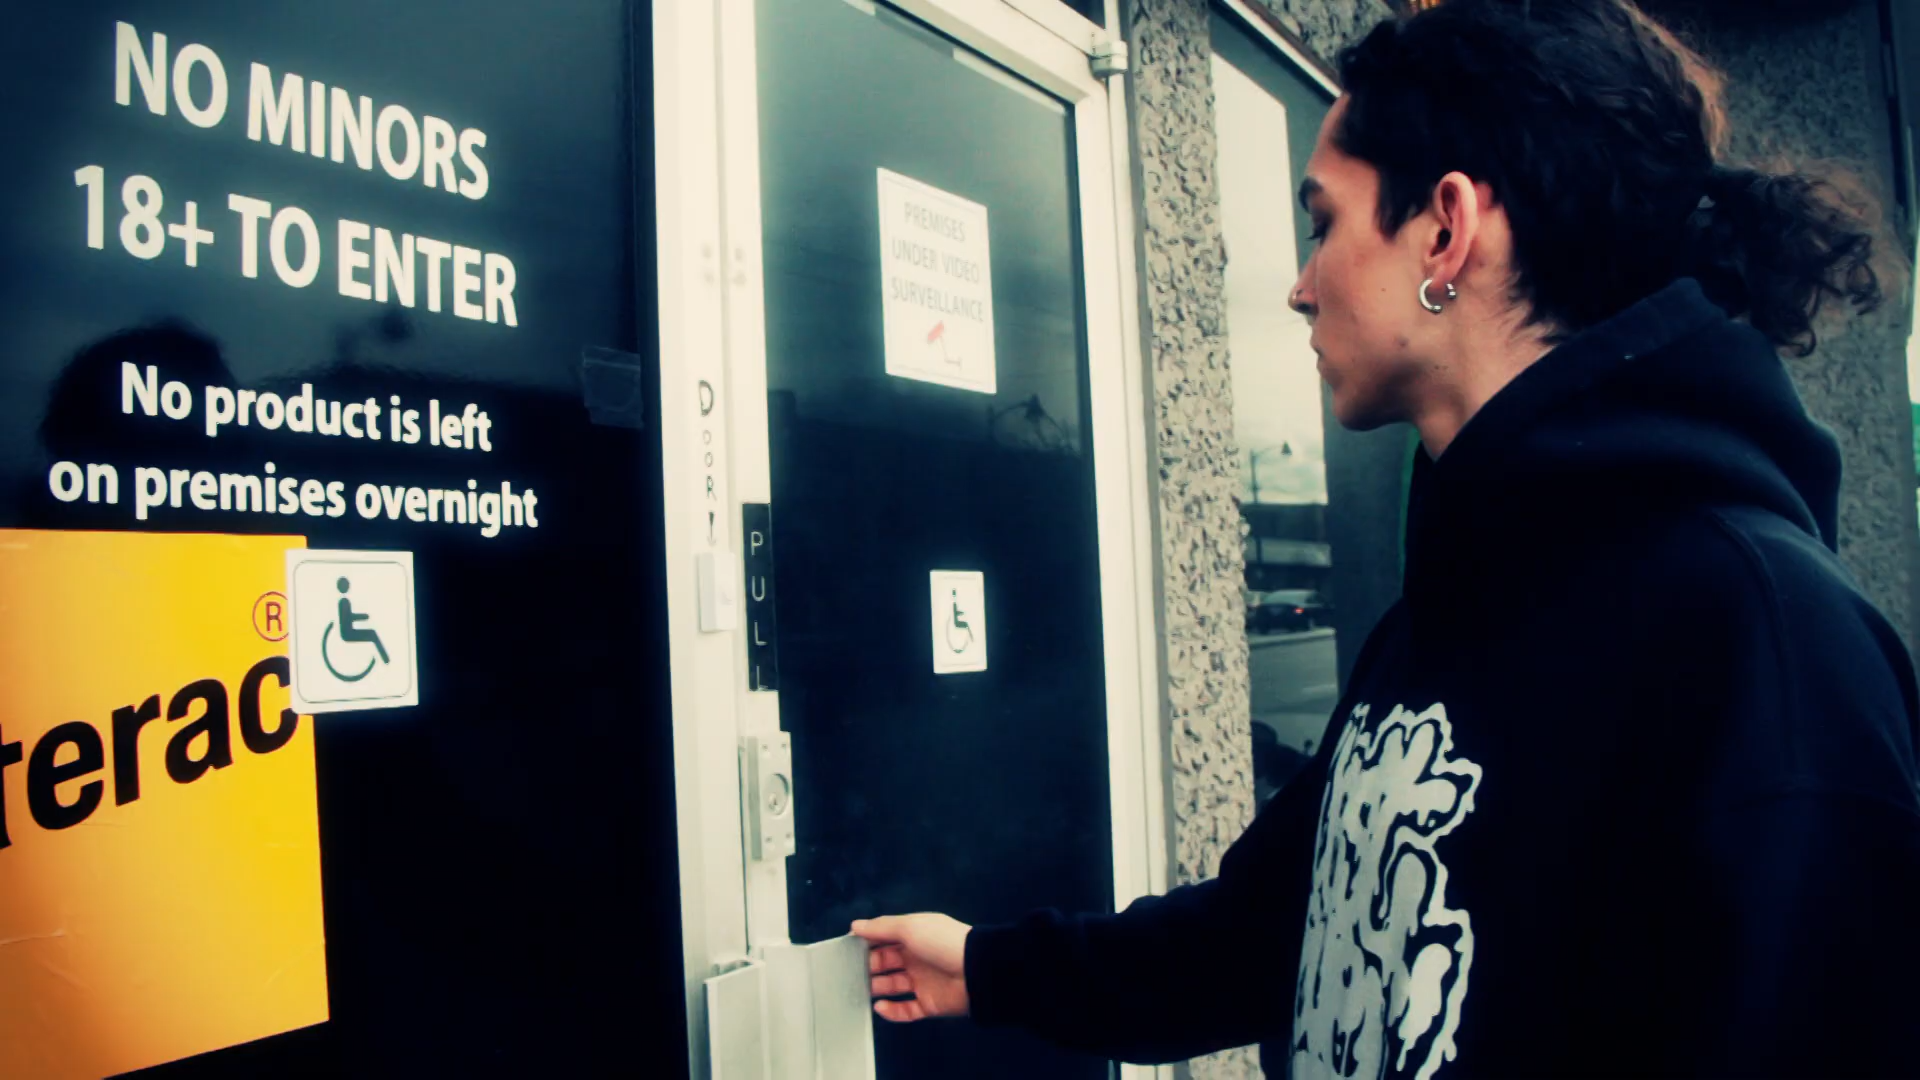 NO MINORS
18+ TO ENTER
No product is left
on premises overnight
®
terac
DOOR!
PULL
PREMISES
UNDER VIDEO
SURVEILLANCE